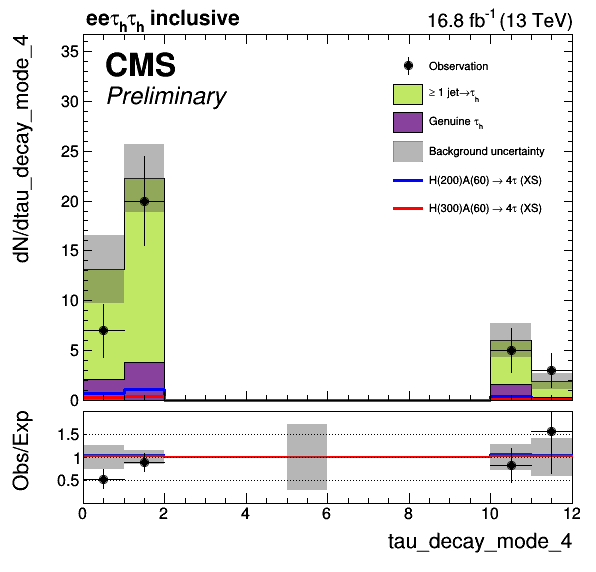 eeτhτh inclusive
16.8 fb-1 (13 TeV)
CMS
Preliminary
Observation
≥ 1 jet→τh
Genuine τh
Background uncertainty
H(200)A(60) → 4τ (XS)
H(300)A(60) → 4τ (XS)
dN/dtau_decay_mode_4
35
30
25
20
15
10
5
0
Obs/Exp
1.5
1
0.5
0 2 4 6 8 10 12
tau_decay_mode_4